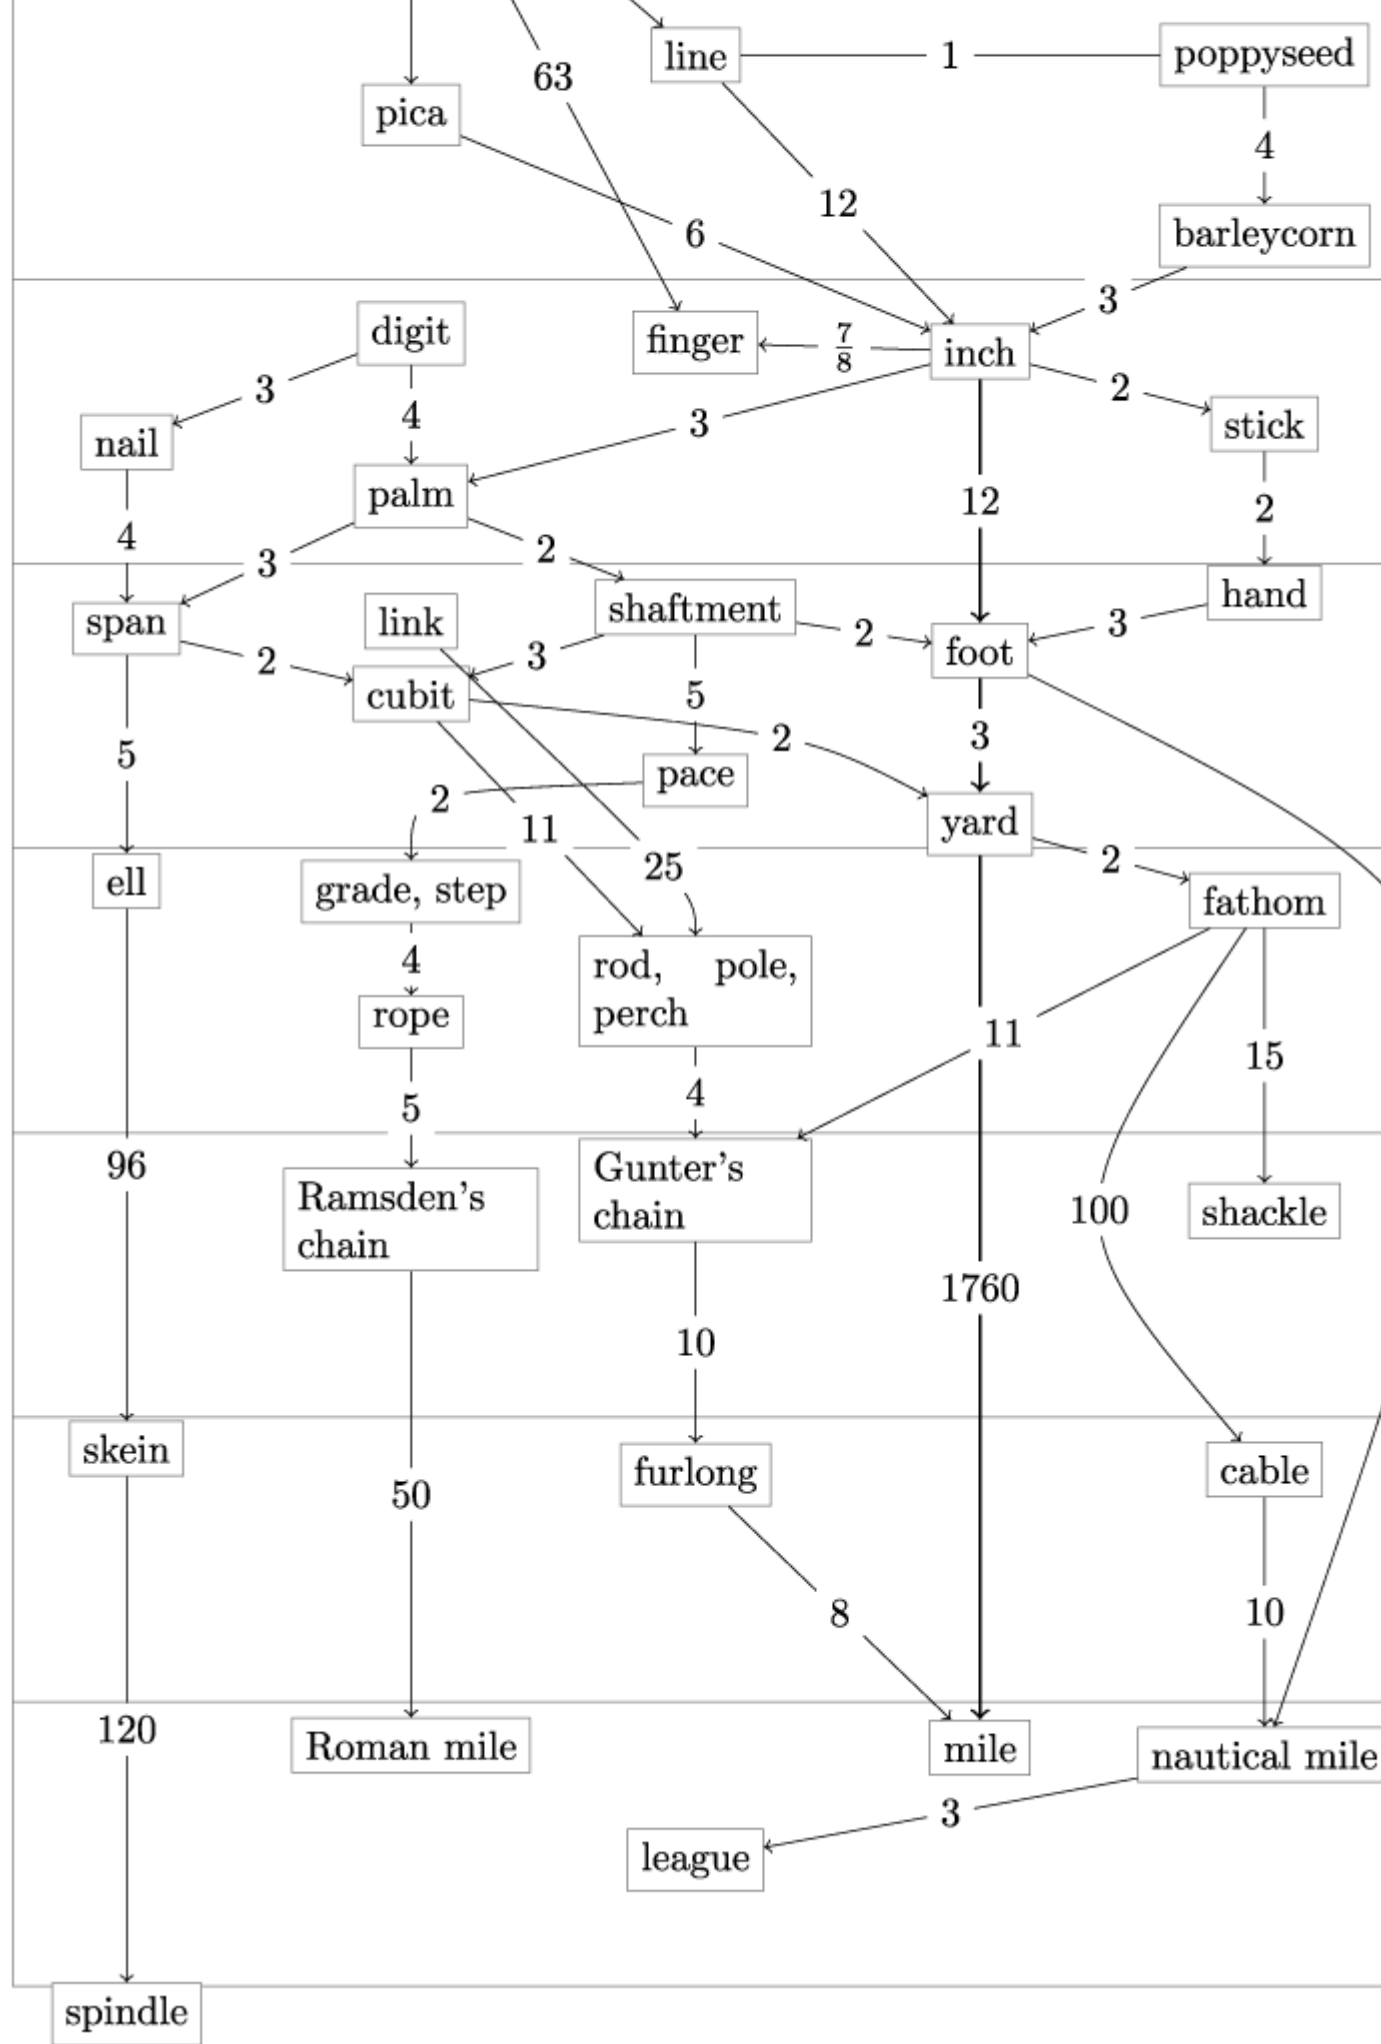 line
1
poppyseed
63
pica
4
12
6
barleycorn
3
digit
finger
7/8
inch
3
2
4
3
stick
nail
palm
12
2
4
3
2
hand
span
link
shaftment
2
3
foot
2
3
cubit
5
5
2
3
pace
2
11
yard
25
2
ell
grade, step
fathom
4
rod, pole,
perch
rope
11
15
5
4
96
Gunter's
chain
Ramsden's
chain
100
shackle
1760
10
skein
furlong
cable
50
8
10
120
Roman mile
mile
nautical mile
3
league
spindle